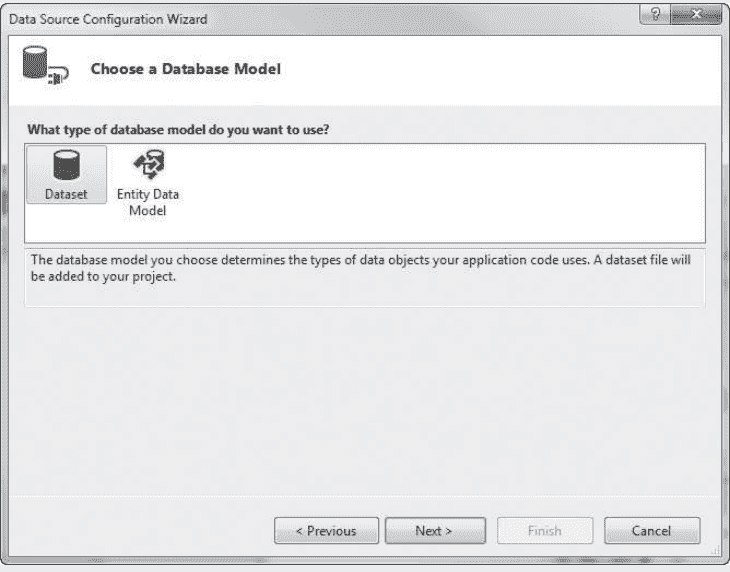 Data Source Configuration Wizard
?
Choose a Database Model
What type of database model do you want to use?
Dataset
Entity Data
Model
The database model you choose determines the types of data objects your application code uses. A dataset file will
be added to your project.
< Previous
Next >
Finish
Cancel